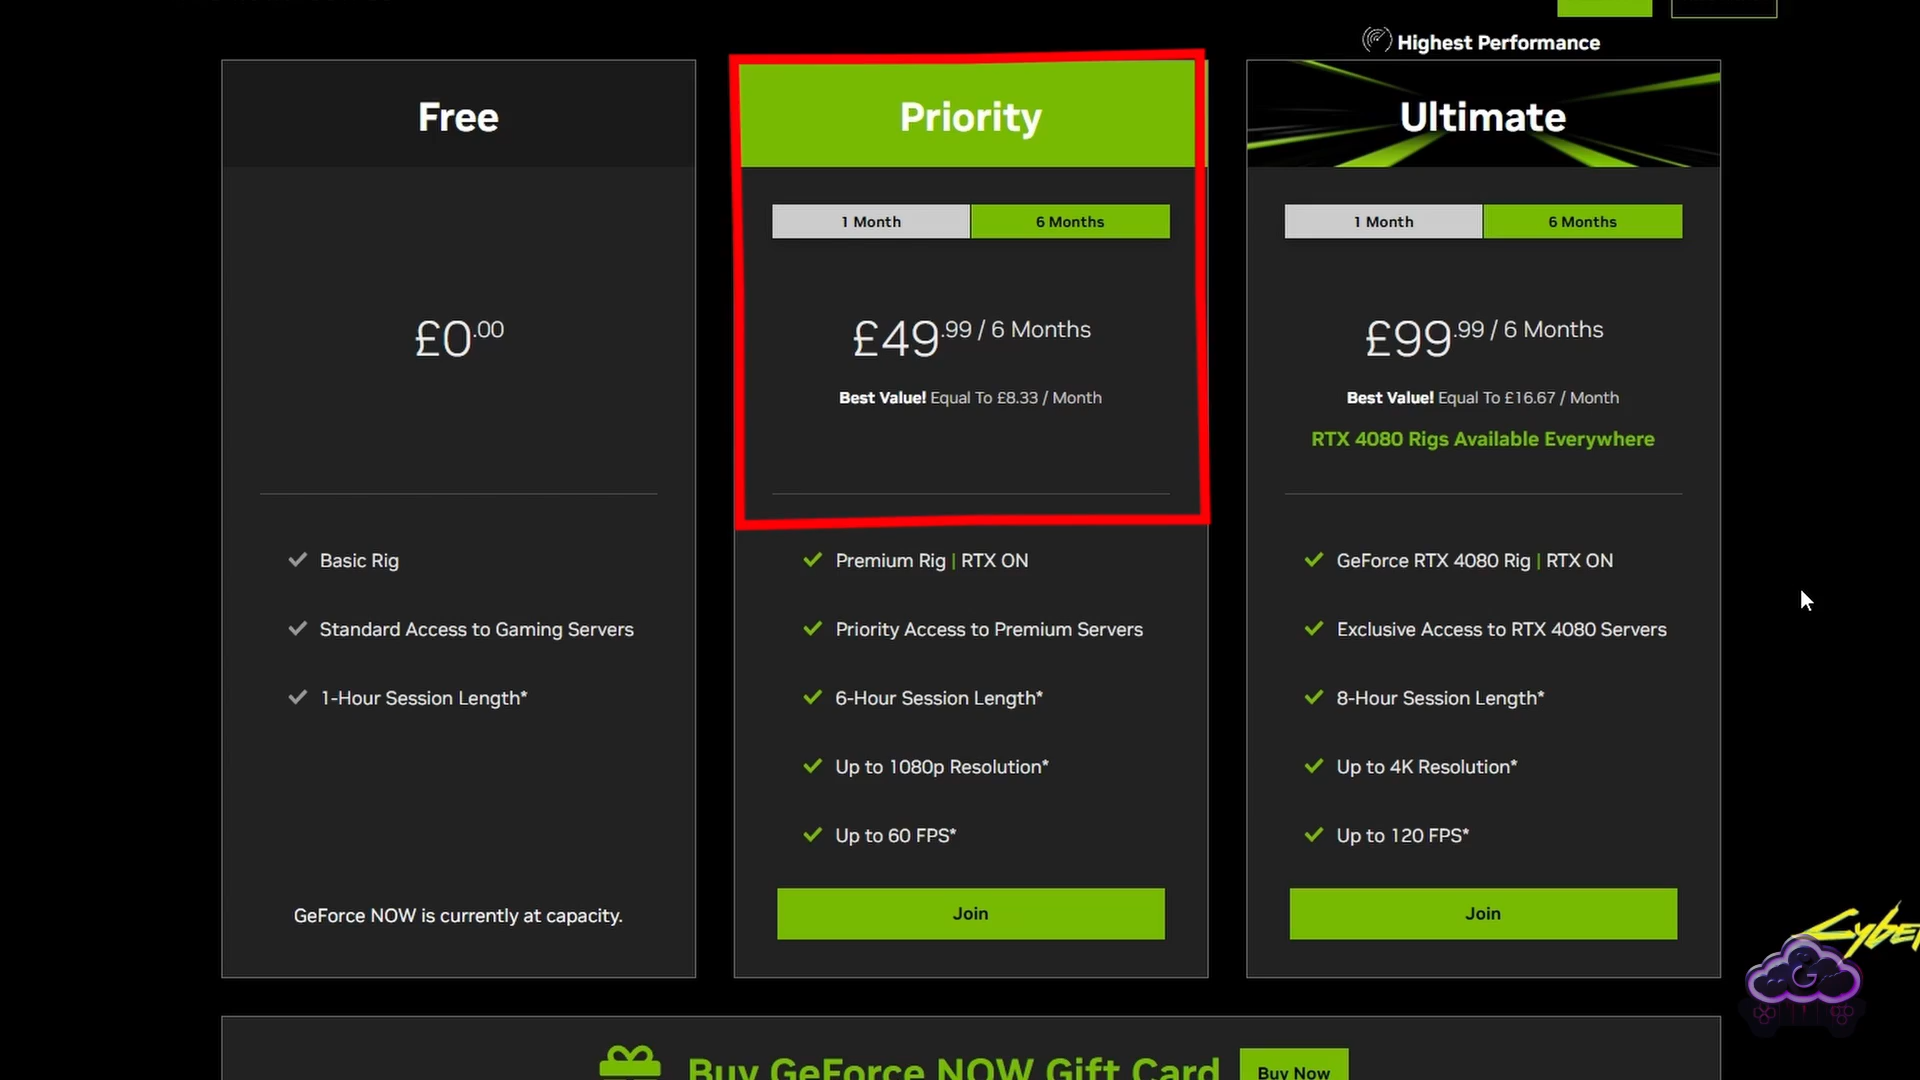 Highest Performance
Free
£0.00
Basic Rig
Standard Access to Gaming Servers
1-Hour Session Length*
GeForce NOW is currently at capacity.
Priority
1 Month
6 Months
£49.99 / 6 Months
Best Value! Equal To £8.33 / Month
Premium Rig | RTX ON
Priority Access to Premium Servers
6-Hour Session Length*
Up to 1080p Resolution*
Up to 60 FPS*
Join
Ultimate
1 Month
6 Months
£99.99 / 6 Months
Best Value! Equal To £16.67 / Month
RTX 4080 Rigs Available Everywhere
GeForce RTX 4080 Rig | RTX ON
Exclusive Access to RTX 4080 Servers
8-Hour Session Length*
Up to 4K Resolution*
Up to 120 FPS*
Join
Buy GeForce NOW Gift Card
Buy Now
G